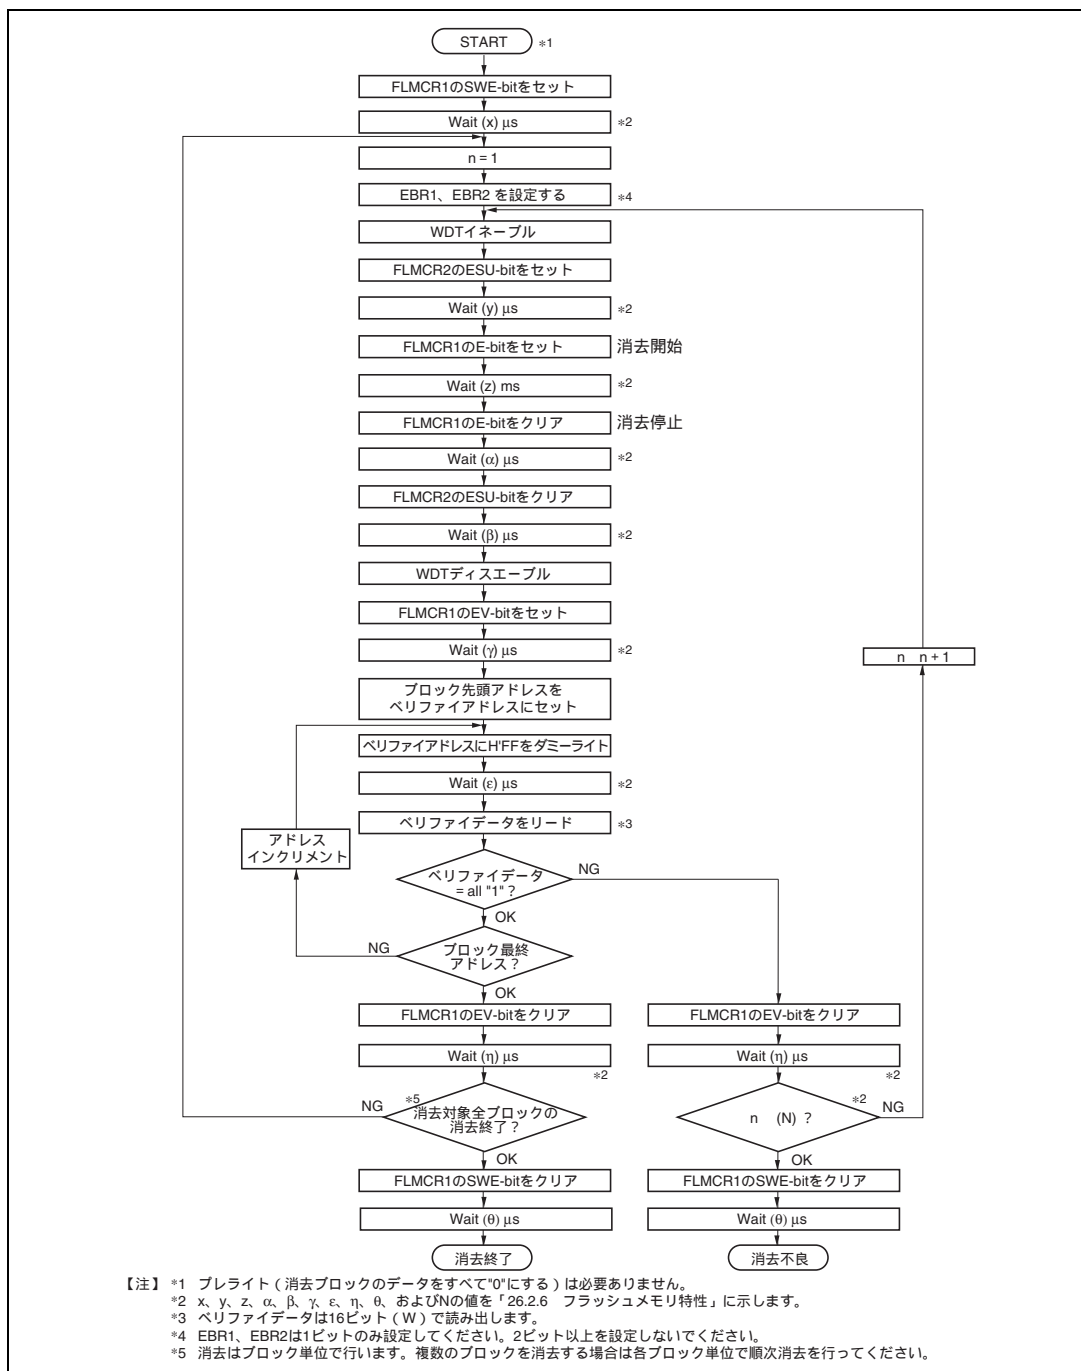 START *1
FLMCR1のSWE-bitをセット
Wait (x) μs *2
n = 1
EBR1、EBR2 を設定する *4
WDTイネーブル
FLMCR2のESU-bitをセット
Wait (y) μs *2
FLMCR1のE-bitをセット 消去開始
Wait (z) ms *2
FLMCR1のE-bitをクリア 消去停止
Wait (α) μs *2
FLMCR2のESU-bitをクリア
Wait (β) μs *2
WDTディスエーブル
FLMCR1のEV-bitをセット
Wait (γ) μs *2
n n + 1
ブロック先頭アドレスを
ベリファイアドレスにセット
ベリファイアドレスにH'FFをダミーライト
Wait (ε) μs *2
ベリファイデータをリード *3
アドレス
インクリメント
ベリファイデータ
= all "1" ?
NG
OK
ブロック最終
アドレス？
NG
OK
FLMCR1のEV-bitをクリア
Wait (η) μs
*2
*5
消去対象全ブロックの
消去終了？
NG
OK
FLMCR1のSWE-bitをクリア
Wait (θ) μs
消去終了
FLMCR1のEV-bitをクリア
Wait (η) μs
*2
n (N) ？
*2
NG
OK
FLMCR1のSWE-bitをクリア
Wait (θ) μs
消去不良
【注】 *1 プレライト（消去ブロックのデータをすべて"0"にする）は必要ありません。
*2 x、y、z、α、β、γ、ε、η、θ、およびNの値を「26.2.6 フラッシュメモリ特性」に示します。
*3 ベリファイデータは16ビット（W）で読み出します。
*4 EBR1、EBR2は1ビットのみ設定してください。2ビット以上を設定しないでください。
*5 消去はブロック単位で行います。複数のブロックを消去する場合は各ブロック単位で順次消去を行ってください。